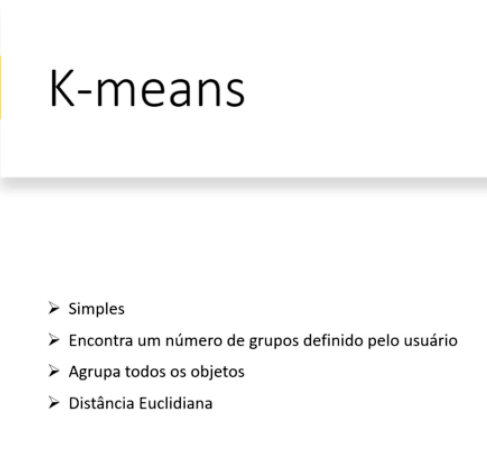 K-means
➢ Simples
➢ Encontra um número de grupos definido pelo usuário
➢ Agrupa todos os objetos
➢ Distância Euclidiana